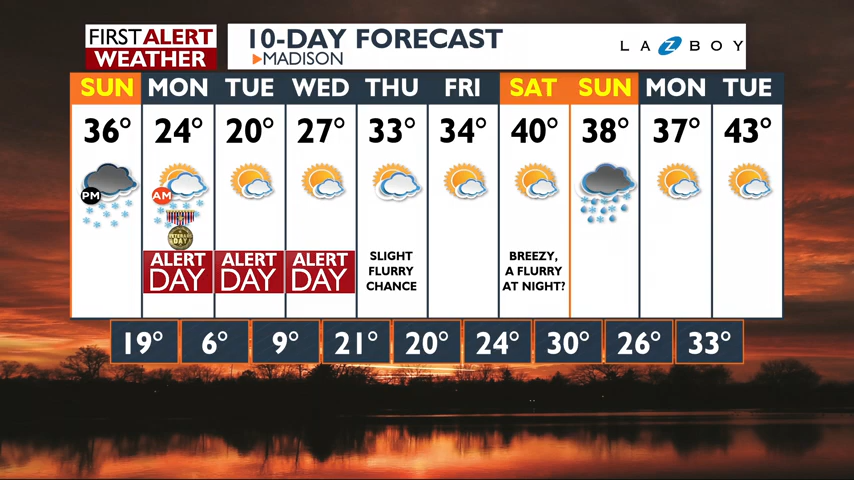 FIRST ALERT
WEATHER
10-DAY FORECAST
MADISON
LA Z BOY
SUN MON TUE WED THU FRI SAT SUN MON TUE
36° 24° 20° 27° 33° 34° 40° 38° 37° 43°
PM AM
VETERANS
DAY
ALERT DAY ALERT DAY ALERT DAY
SLIGHT
FLURRY
CHANCE
BREEZY,
A FLURRY
AT NIGHT?
19° 6° 9° 21° 20° 24° 30° 26° 33°